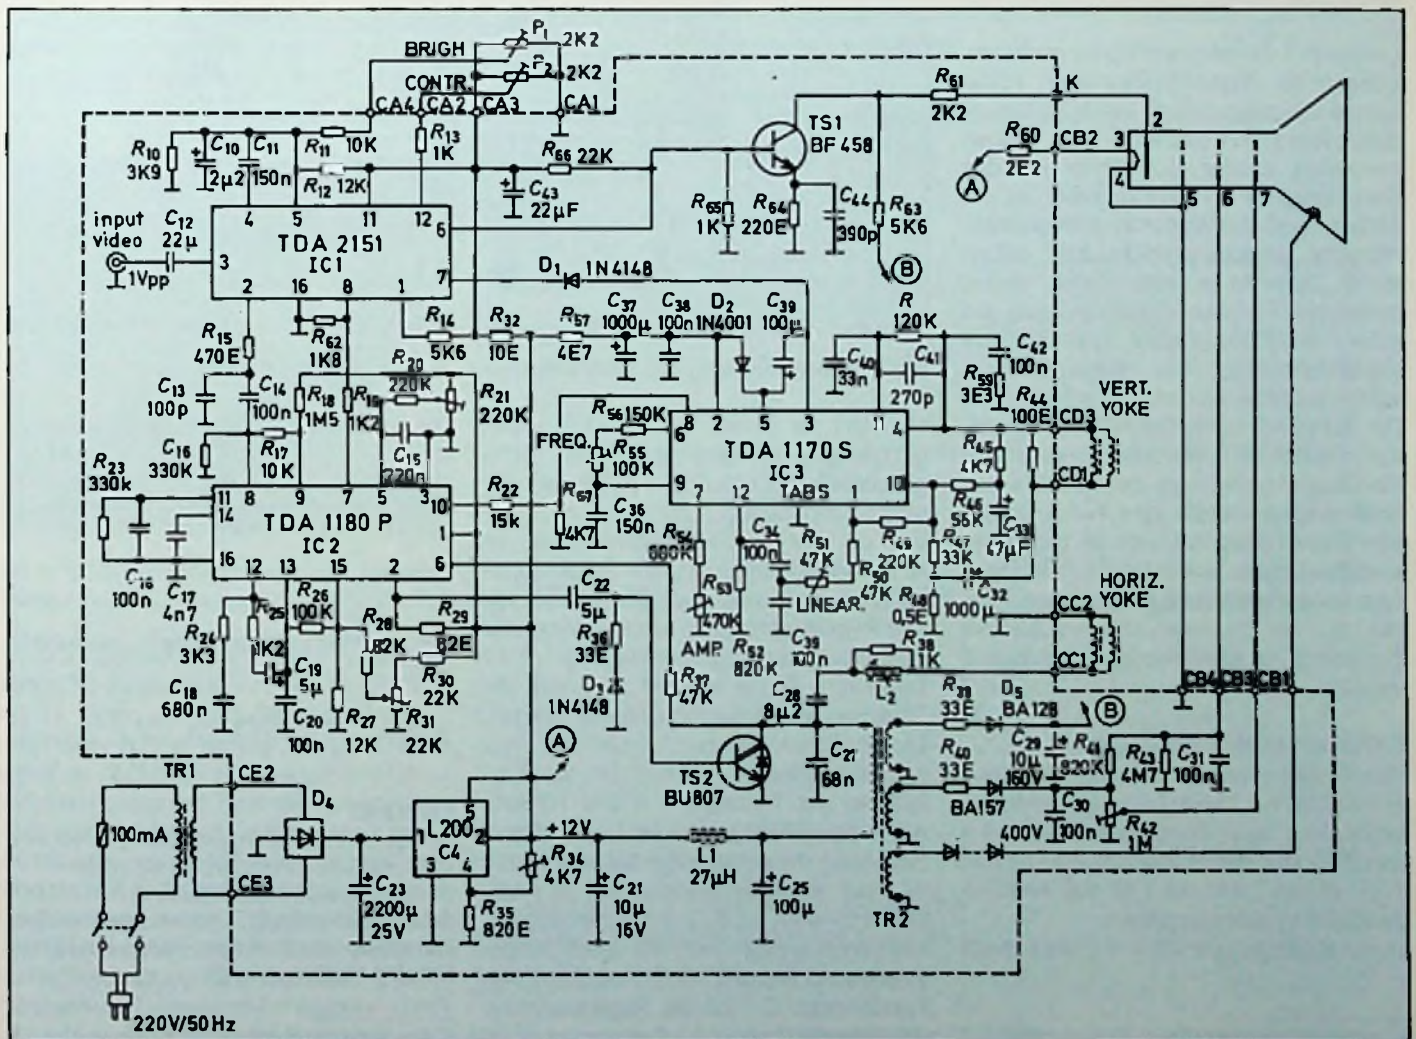 P1 2K2
BRIGH
P2 2K2
CONTR.
CA4 CA2 CA3 CA1
R10 3K9
C10 2µ2
C11 150n
R11 10K
R12 12K
R13 1K
R66 22K
C43 22µF
TS1 BF 458
R61 2K2
K
R60 2E2
CB2
A
2 3 4 5 6 7
R65 1K
R64 220E
C44 390p
R63 5K6
B
input video
1Vpp
C12 22µ
4 5 11 12
3 TDA 2151 6
IC1
7
2 16 8 1
D1 1N4148
R15 470E
R62 1K8
R14 5K6
R32 10E
R57 4E7
C37 1000µ
C38 100n
D2 1N4001
C39 100µ
R 120K
C40 33n
C41 270p
C42 100n
R59 3E3
R44 100E
VERT. YOKE
CD3
CD1
C13 100p
C14 100n
R18 1M5
R19 1K2
R20 220K
R21 220K
C15 220n
C16 330K
R17 10K
R23 330k
R56 150K
FREQ.
R55 100K
R67 4K7
C36 150n
8 2 5 3 11
6 TDA 1170 S 4
IC3
9 10
7 12 TABS 1
R45 4K7
R46 56K
C33 47µF
8 9 7 5 3
11 14 16
TDA 1180 P
IC2
10 1 6
12 13 15 2
R22 15k
C16 100n
C17 4n7
R24 3K3
R25 1K2
R26 100K
R28 82K
R29 82E
R30 22K
R31 22K
R27 12K
C18 680n
C19 5µ
C20 100n
C22 5µ
R36 33E
D3 1N4148
R54 680K
R53 470K
AMP.
R52 820K
C34 100n
R51 47K
LINEAR.
R50 47K
R49 220K
R47 33K
R48 0,5E
C32 1000µ
C39 100n
HORIZ. YOKE
CC2
CC1
R37 47K
C28 8µ2
R38 1K
L2
C27 68n
TS2 BU807
R39 33E
D5 BA128
B
R40 33E
BA157
C29 10µ 160V
R41 820K
R43 4M7
C31 100n
C30 100n
400V
R42 1M
CB4 CB3 CB1
TR1
CE2
100mA
D4
CE3
C23 2200µ 25V
A
5
1 L200 2
C4
3 4
+12V
R34 4K7
R35 820E
C21 10µ 16V
L1 27µH
C25 100µ
TR2
220V/50Hz